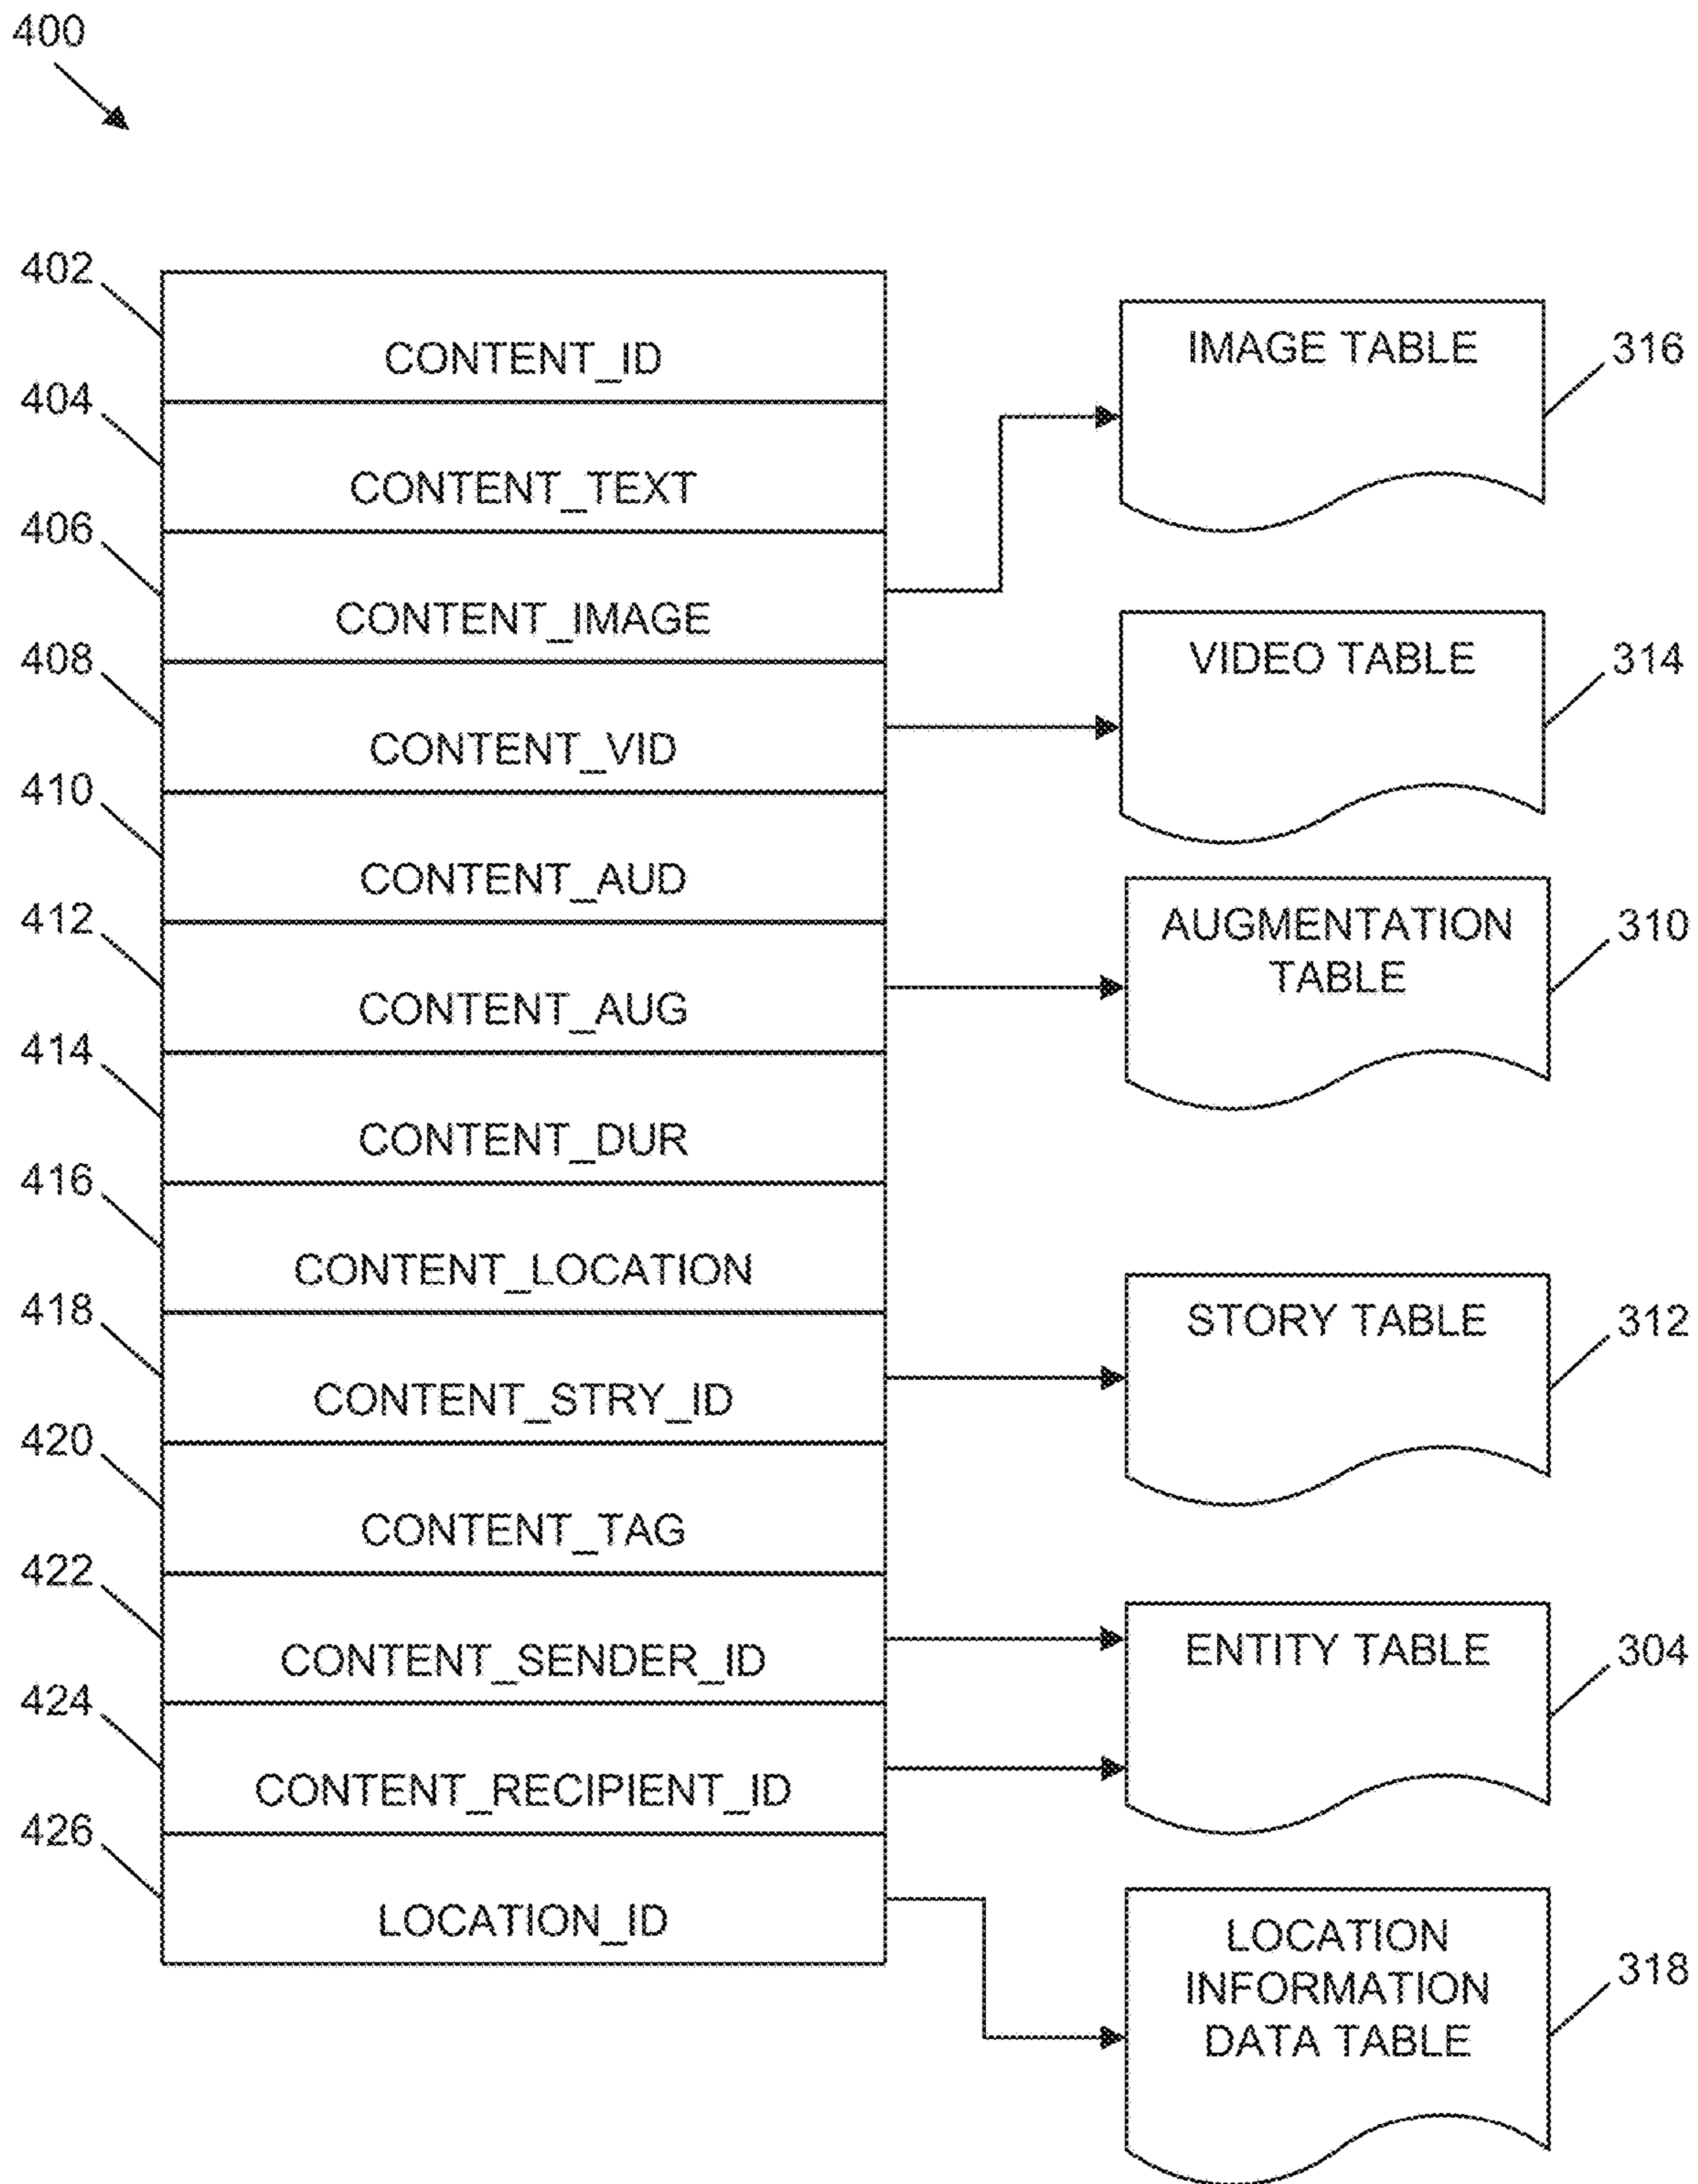 400
402
CONTENT_ID
404
CONTENT_TEXT
406
CONTENT_IMAGE
408
CONTENT_VID
410
CONTENT_AUD
412
CONTENT_AUG
414
CONTENT_DUR
416
CONTENT_LOCATION
418
CONTENT_STRY_ID
420
CONTENT_TAG
422
CONTENT_SENDER_ID
424
CONTENT_RECIPIENT_ID
426
LOCATION_ID
IMAGE TABLE
316
VIDEO TABLE
314
AUGMENTATION
TABLE
310
STORY TABLE
312
ENTITY TABLE
304
LOCATION
INFORMATION
DATA TABLE
318